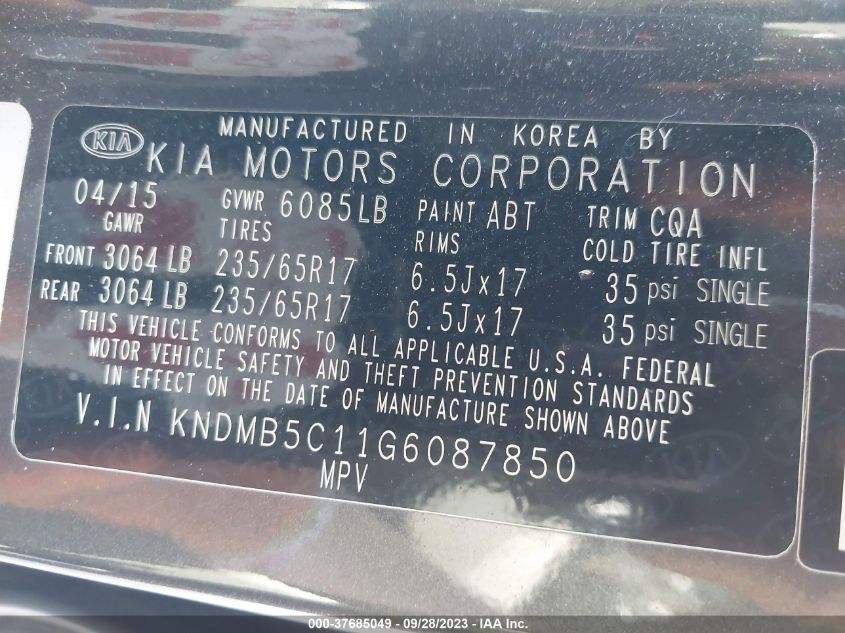 KIA
MANUFACTURED IN KOREA BY
KIA MOTORS CORPORATION
04/15 GVWR 6085LB PAINT ABT TRIM CQA
GAWR TIRES RIMS COLD TIRE INFL
FRONT 3064 LB 235/65R17 6.5Jx17 35 psi SINGLE
REAR 3064 LB 235/65R17 6.5Jx17 35 psi SINGLE
THIS VEHICLE CONFORMS TO ALL APPLICABLE U.S.A. FEDERAL
MOTOR VEHICLE SAFETY AND THEFT PREVENTION STANDARDS
IN EFFECT ON THE DATE OF MANUFACTURE SHOWN ABOVE
V.I.N KNDMB5C11G6087850
MPV
000-37685049 - 09/28/2023 - © IAA, Inc.